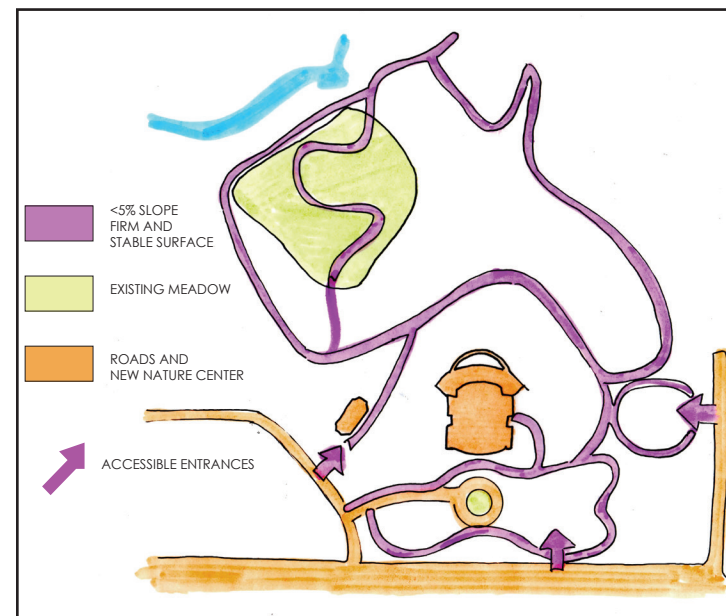 <5% SLOPE
FIRM AND
STABLE SURFACE
EXISTING MEADOW
ROADS AND
NEW NATURE CENTER
ACCESSIBLE ENTRANCES